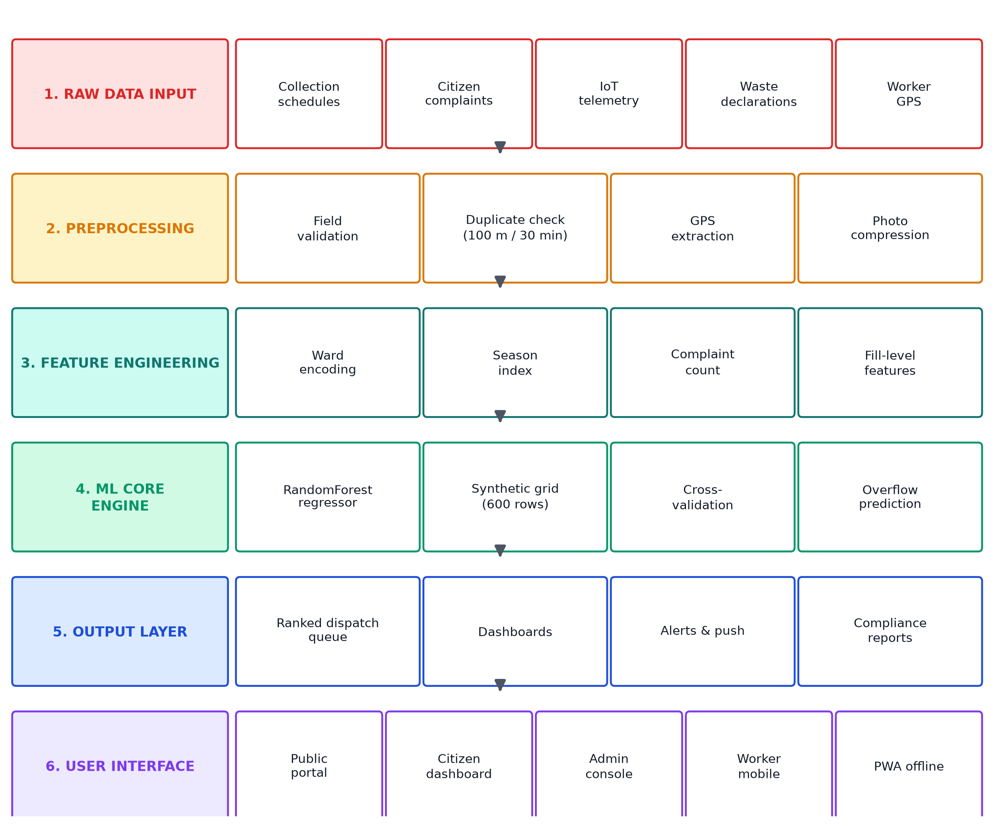 1. RAW DATA INPUT
Collection
schedules
Citizen
complaints
IoT
telemetry
Waste
declarations
Worker
GPS
2. PREPROCESSING
Field
validation
Duplicate check
(100 m / 30 min)
GPS
extraction
Photo
compression
3. FEATURE ENGINEERING
Ward
encoding
Season
index
Complaint
count
Fill-level
features
4. ML CORE
ENGINE
RandomForest
regressor
Synthetic grid
(600 rows)
Cross-
validation
Overflow
prediction
5. OUTPUT LAYER
Ranked dispatch
queue
Dashboards
Alerts & push
Compliance
reports
6. USER INTERFACE
Public
portal
Citizen
dashboard
Admin
console
Worker
mobile
PWA offline